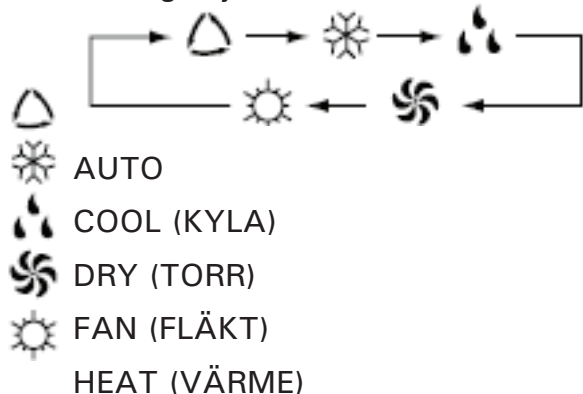 AUTO
COOL (KYLA)
DRY (TORR)
FAN (FLÄKT)
HEAT (VÄRME)